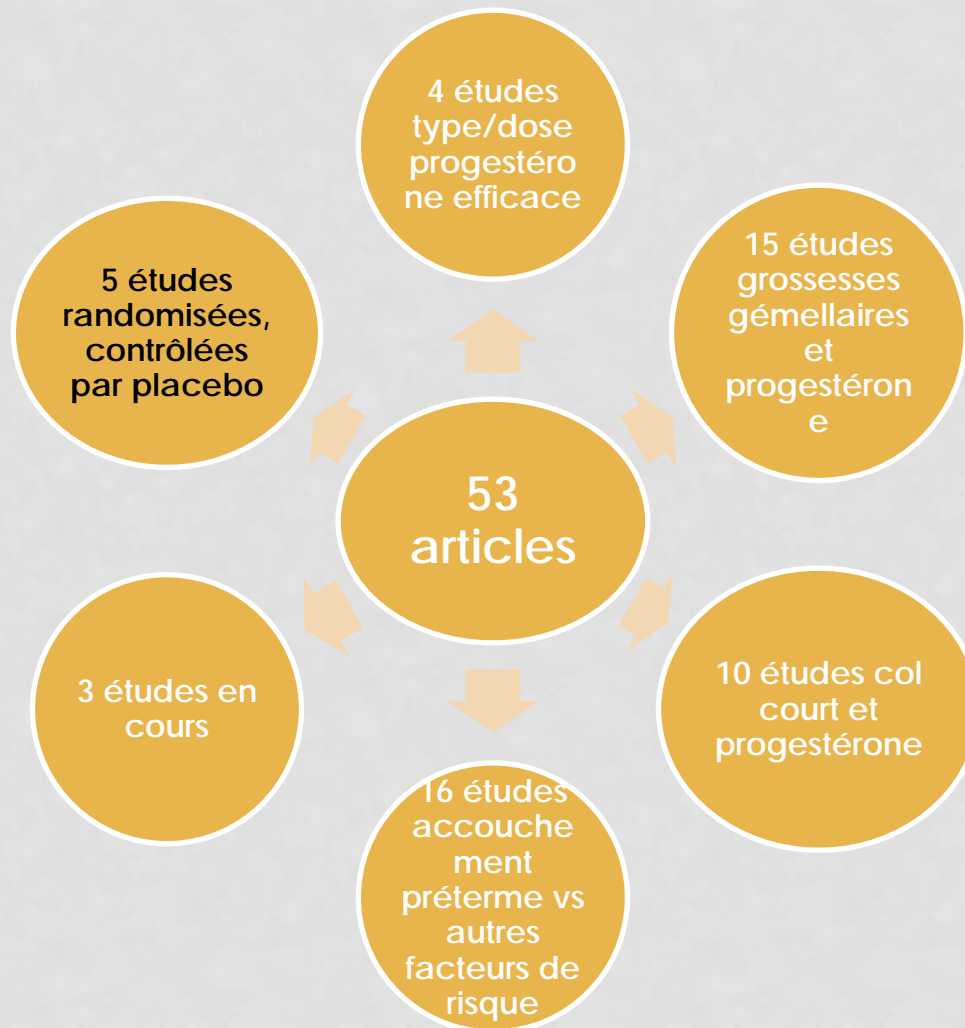 4 études
type/dose
progestéro
ne efficace
15 études
grossesses
gémellaires
et
progestéron
e
10 études col
court et
progestérone
16 études
accouche
ment
préterme vs
autres
facteurs de
risque
3 études en
cours
5 études
randomisées,
contrôlées
par placebo
53
articles